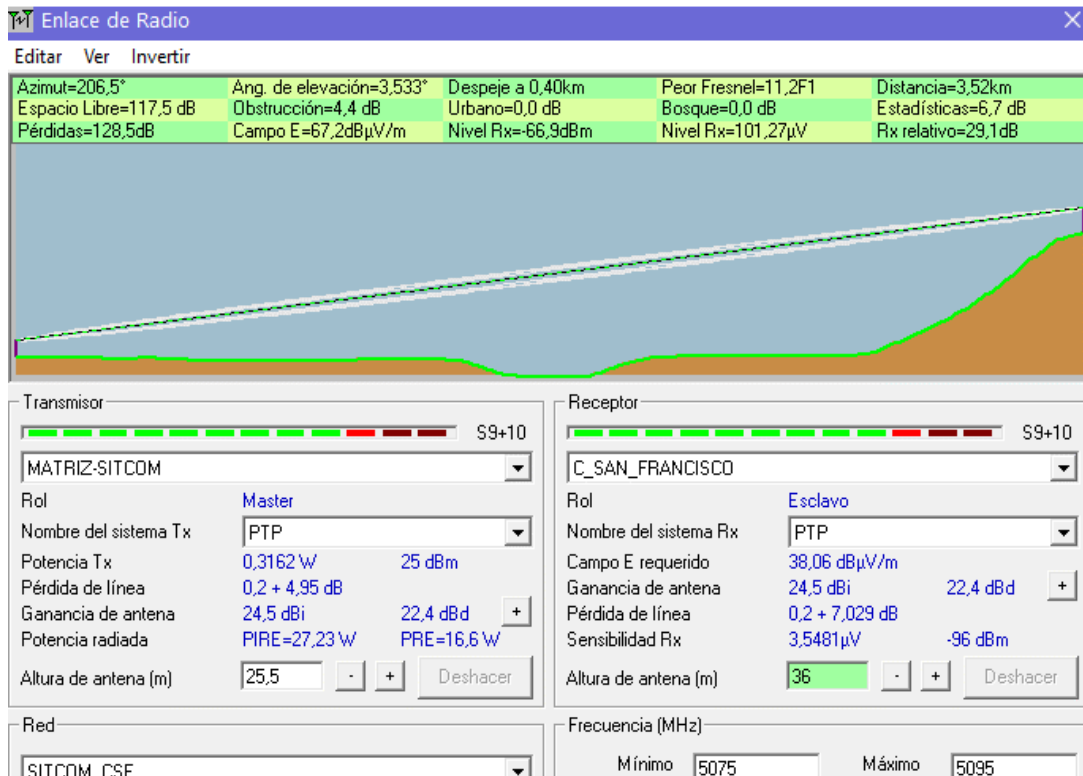 Enlace de Radio
Editar Ver Invertir
Azimut=206,5° Ang. de elevación=3,533° Despeje a 0,40km Peor Fresnel=11,2F1 Distancia=3,52km
Espacio Libre=117,5 dB Obstrucción=4,4 dB Urbano=0,0 dB Bosque=0,0 dB Estadísticas=6,7 dB
Pérdidas=128,5dB Campo E=67,2dBµV/m Nivel Rx=-66,9dBm Nivel Rx=101,27µV Rx relativo=29,1dB
Transmisor
S9+10
MATRIZ-SITCOM
Rol Master
Nombre del sistema Tx PTP
Potencia Tx 0,3162 W 25 dBm
Pérdida de línea 0,2 + 4,95 dB
Ganancia de antena 24,5 dBi 22,4 dBd +
Potencia radiada PIRE=27,23 W PRE=16,6 W
Altura de antena (m) 25,5 - + Deshacer
Red
SITCOM_CSF
Receptor
S9+10
C_SAN_FRANCISCO
Rol Esclavo
Nombre del sistema Rx PTP
Campo E requerido 38,06 dBµV/m
Ganancia de antena 24,5 dBi 22,4 dBd +
Pérdida de línea 0,2 + 7,029 dB
Sensibilidad Rx 3,5481µV -96 dBm
Altura de antena (m) 36 - + Deshacer
Frecuencia (MHz)
Mínimo 5075 Máximo 5095